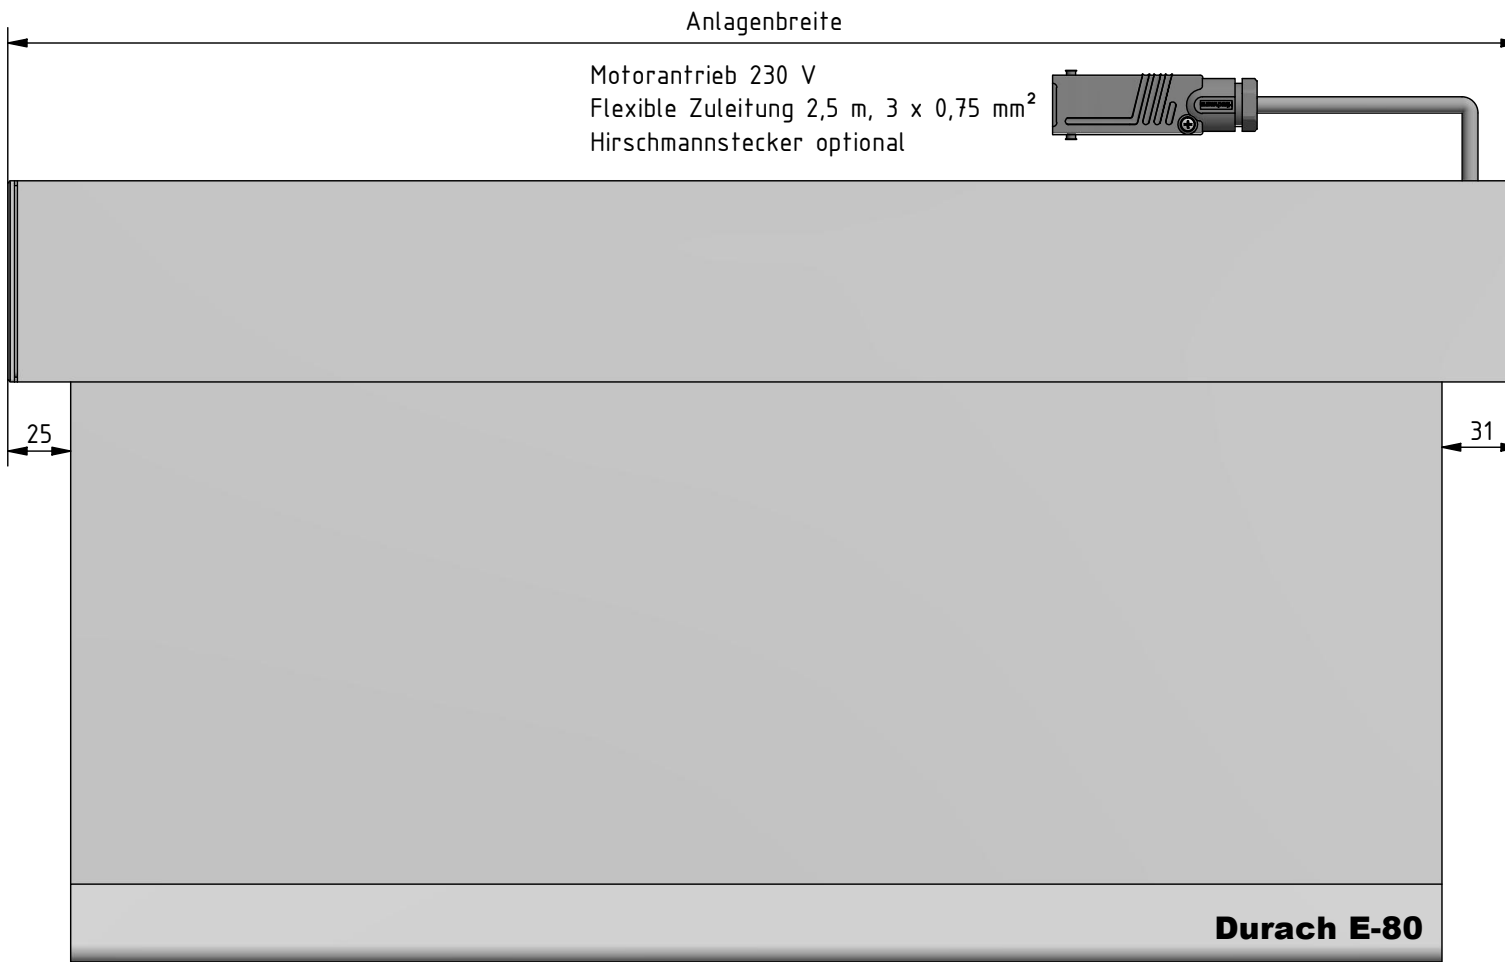 Anlagenbreite
Motorantrieb 230 V
Flexible Zuleitung 2,5 m, 3 x 0,75 mm²
Hirschmannstecker optional
25
31
Durach E-80